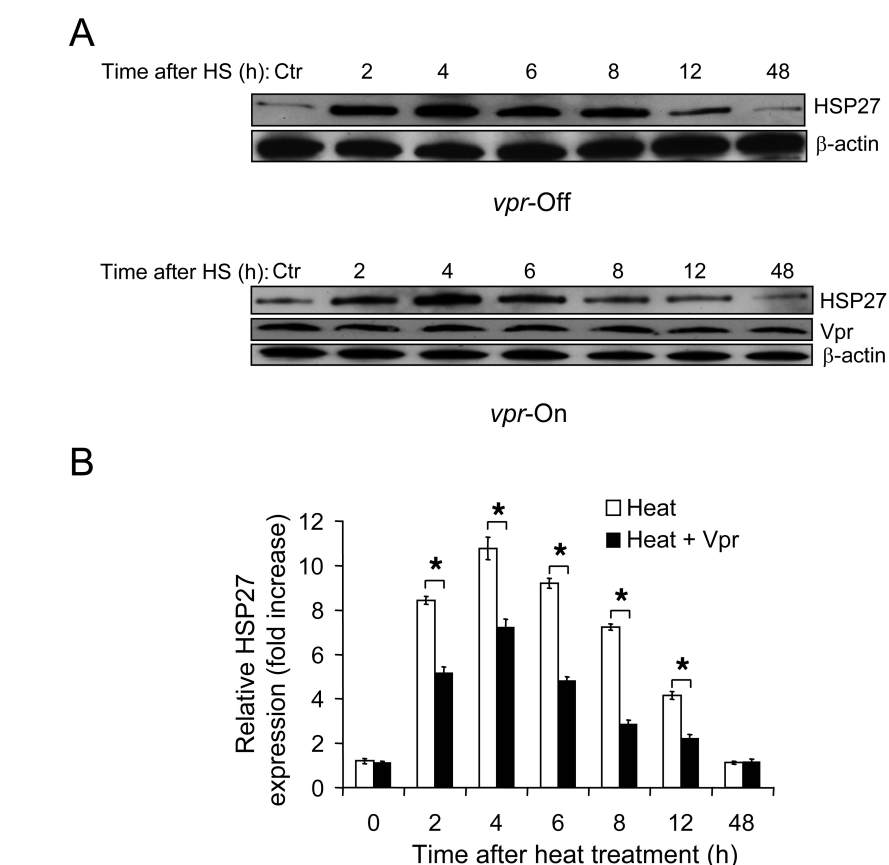 A
Time after HS (h): Ctr 2 4 6 8 12 48
HSP27
β-actin
vpr-Off
Time after HS (h): Ctr 2 4 6 8 12 48
HSP27
Vpr
β-actin
vpr-On
B
Relative HSP27
expression (fold increase)
12
10
8
6
4
2
0
* * * * *
Heat
Heat + Vpr
0 2 4 6 8 12 48
Time after heat treatment (h)